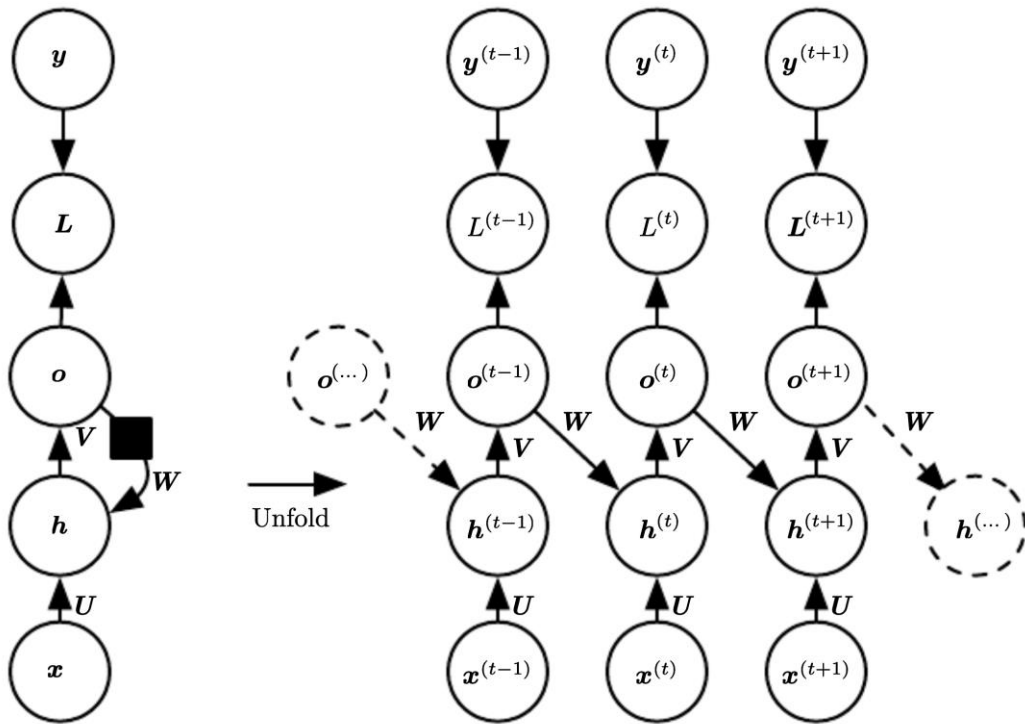 y y^{(t-1)} y^{(t)} y^{(t+1)}
L L^{(t-1)} L^{(t)} L^{(t+1)}
o o^{(...)} o^{(t-1)} o^{(t)} o^{(t+1)}
W W W W
V V V V
W
h h^{(t-1)} h^{(t)} h^{(t+1)} h^{(...)}
Unfold
U U U U
x x^{(t-1)} x^{(t)} x^{(t+1)}